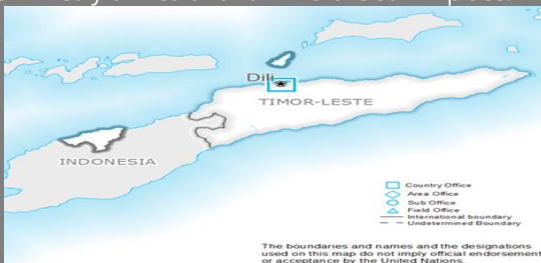 Dili
TIMOR-LESTE
INDONESIA
Country Office
Area Office
Sub Office
Field Office
International boundary
Undetermined Boundary
The boundaries and names and the designations
used on this map do not imply official endorsement
or acceptance by the United Nations.